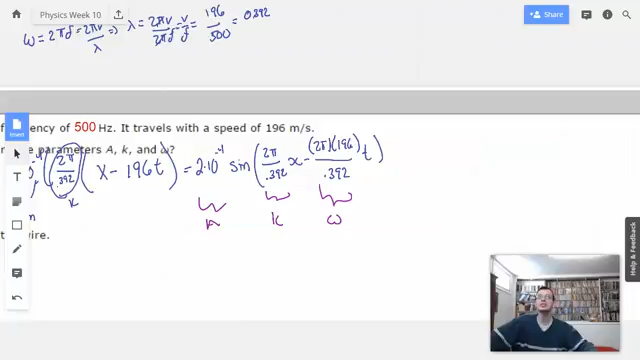 Physics Week 10
Share
ω = 2πf = 2πv/λ ⇒ λ = 2πv/2πf = v/f = 196/500 = 0.392
Insert
equency of 500 Hz. It travels with a speed of 196 m/s.
parameters A, k, and ω?
(2π/.392 (x − 196t) = 2·10⁻⁴ sin(2π/.392 x − (2π)(196)/.392 t)
k
A k ω
wire.
Help & Feedback